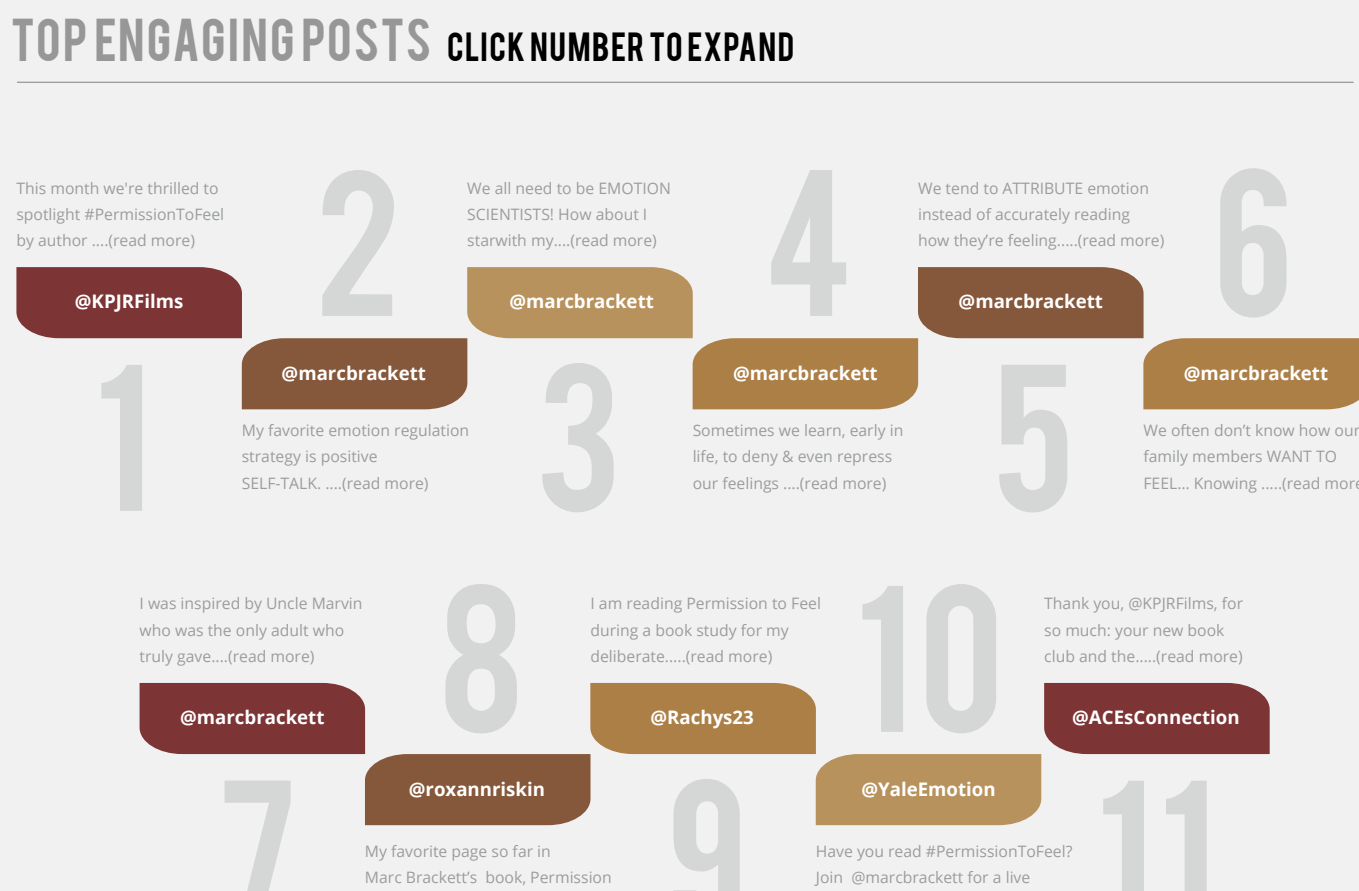 TOP ENGAGING POSTS CLICK NUMBER TO EXPAND
This month we're thrilled to
spotlight #PermissionToFeel
by author ....(read more)
@KPJRFilms
1
2
@marcbrackett
My favorite emotion regulation
strategy is positive
SELF-TALK. ....(read more)
We all need to be EMOTION
SCIENTISTS! How about I
starwith my....(read more)
@marcbrackett
3
4
@marcbrackett
Sometimes we learn, early in
life, to deny & even repress
our feelings ....(read more)
We tend to ATTRIBUTE emotion
instead of accurately reading
how they're feeling.....(read more)
@marcbrackett
5
6
@marcbrackett
We often don't know how our
family members WANT TO
FEEL... Knowing .....(read more
I was inspired by Uncle Marvin
who was the only adult who
truly gave....(read more)
@marcbrackett
7
8
@roxannriskin
My favorite page so far in
Marc Brackett's book, Permission
I am reading Permission to Feel
during a book study for my
deliberate.....(read more)
@Rachys23
9
10
@YaleEmotion
Have you read #PermissionToFeel?
Join @marcbrackett for a live
Thank you, @KPJRFilms, for
so much: your new book
club and the.....(read more)
@ACEsConnection
11